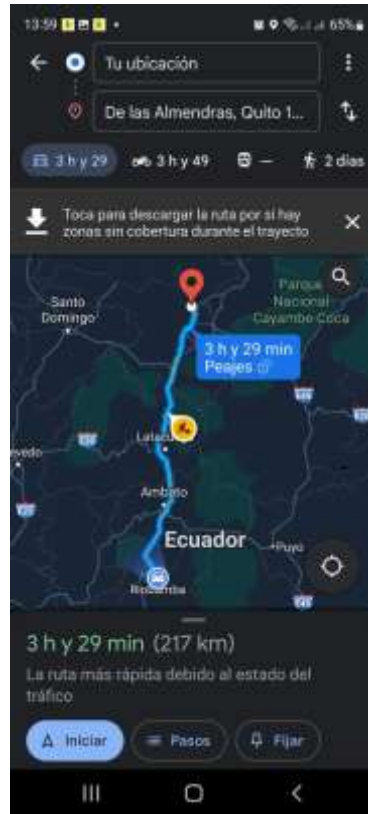 13:59
65%
Tu ubicación
De las Almendras, Quito 1...
3 h y 29
3 h y 49
—
2 días
Toca para descargar la ruta por si hay
zonas sin cobertura durante el trayecto
Santo
Domingo
Parque
Nacional
Cayambe Coca
3 h y 29 min
Peajes
Latacunga
Ambato
Ecuador
Puyo
Riobamba
3 h y 29 min (217 km)
La ruta más rápida debido al estado del
tráfico
Iniciar
Pasos
Fijar